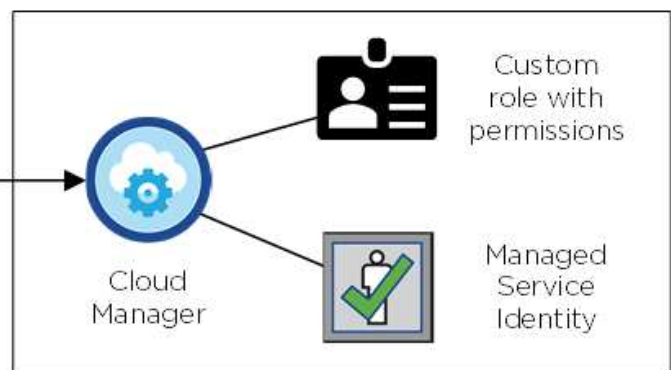 Custom
role with
permissions
Cloud
Manager
Managed
Service
Identity